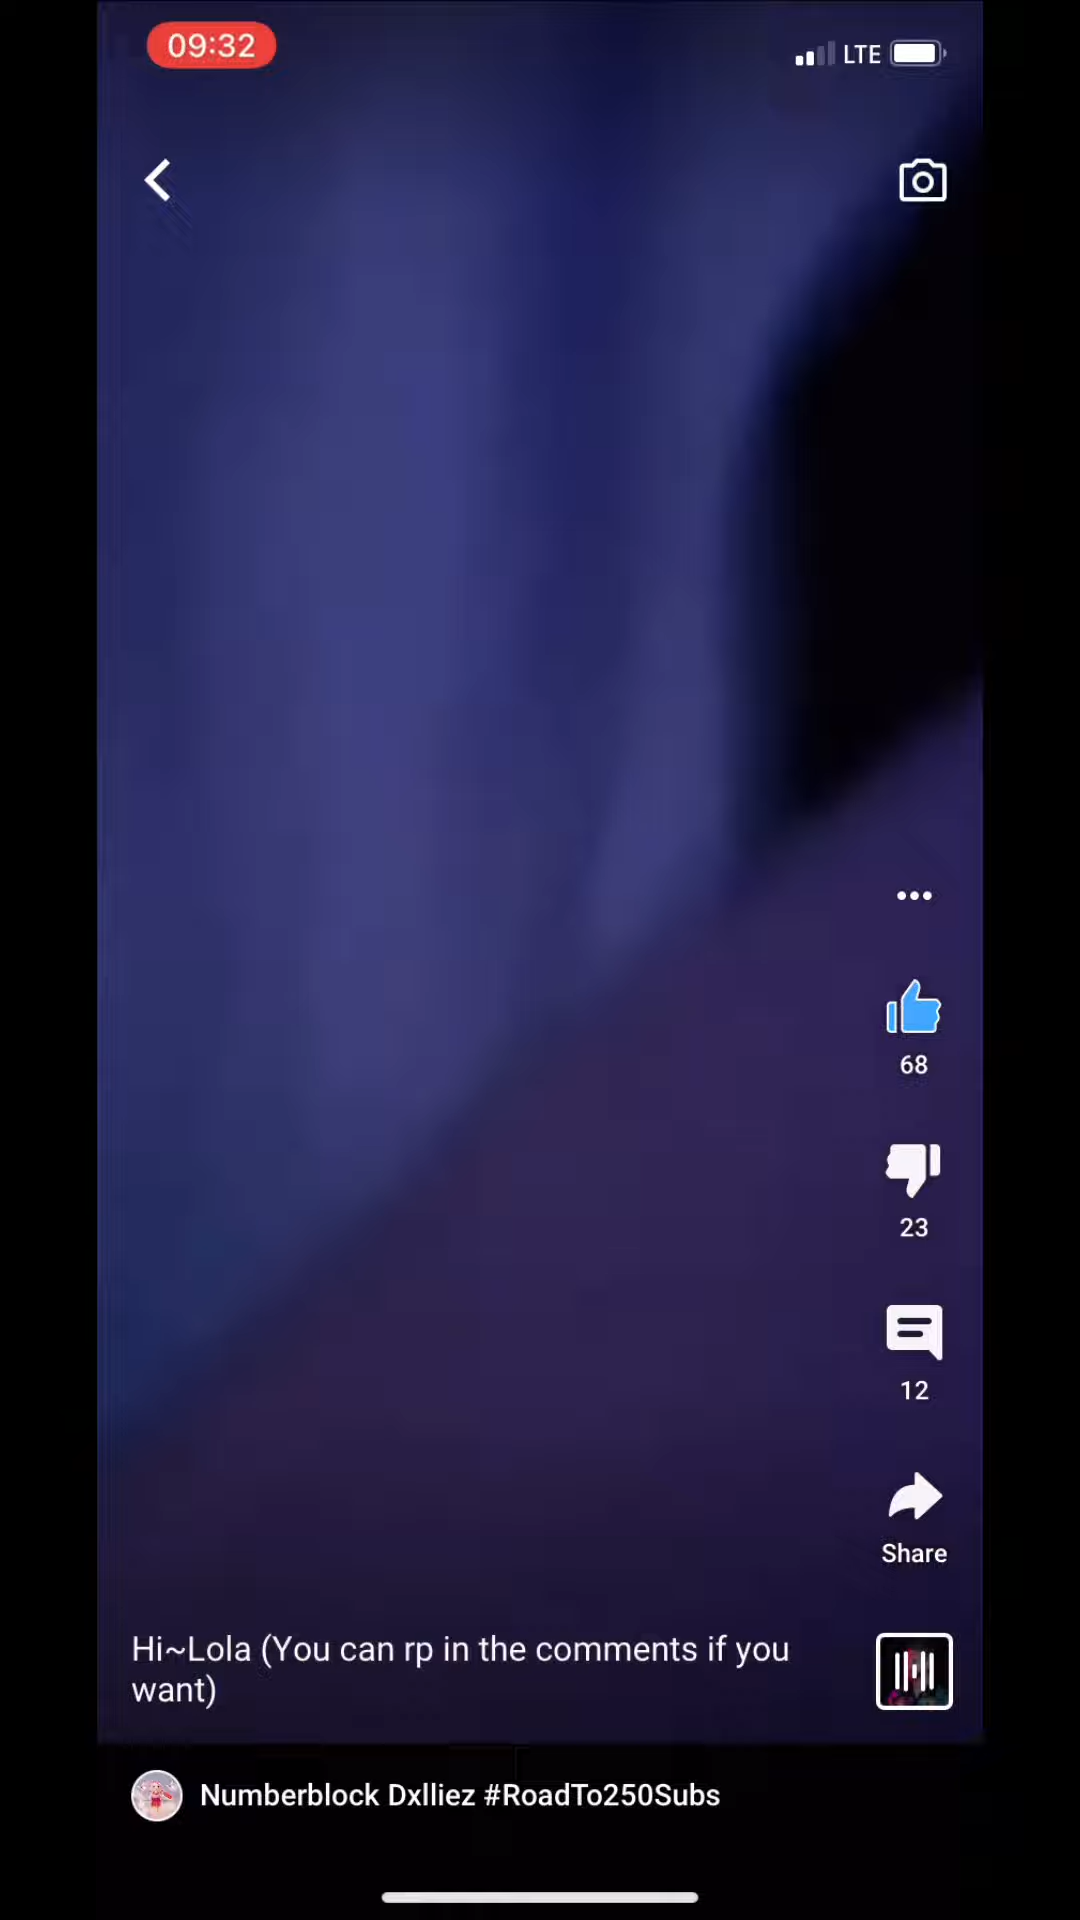 09:32
LTE
68
23
12
Share
Hi~Lola (You can rp in the comments if you
want)
Numberblock Dxlliez #RoadTo250Subs